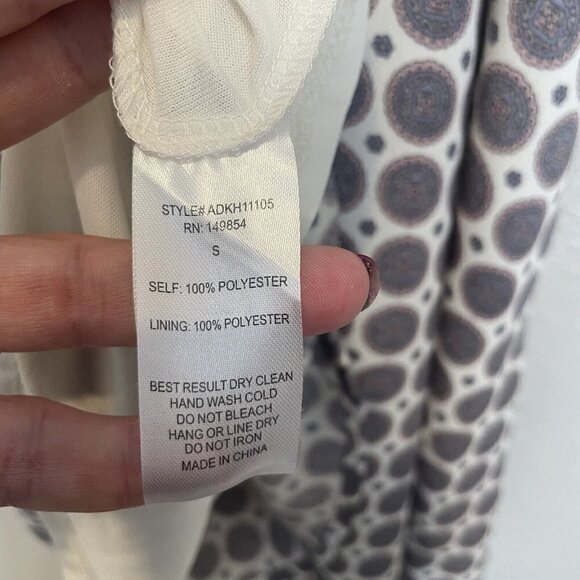 STYLE# ADKH11105
RN: 149854
S
SELF: 100% POLYESTER
LINING: 100% POLYESTER
BEST RESULT DRY CLEAN
HAND WASH COLD
DO NOT BLEACH
HANG OR LINE DRY
DO NOT IRON
MADE IN CHINA